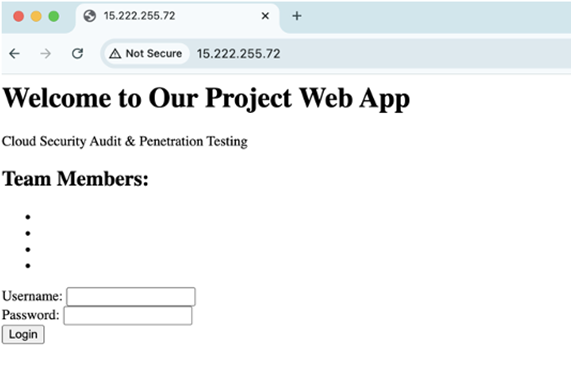 15.222.255.72
Not Secure 15.222.255.72
Welcome to Our Project Web App
Cloud Security Audit & Penetration Testing
Team Members:
Username:
Password:
Login